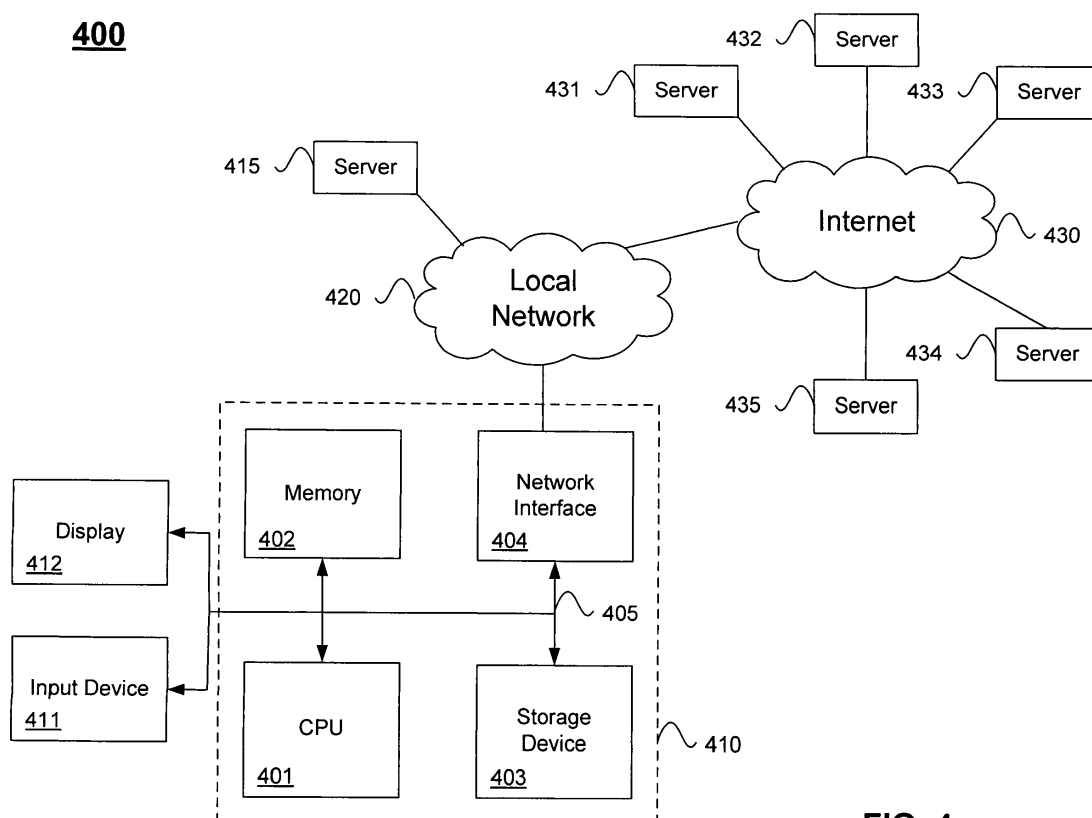 400
432
Server
431
Server
433
Server
415
Server
Internet
430
420
Local
Network
434
Server
435
Server
Memory
402
Network
Interface
404
Display
412
405
Input Device
411
CPU
401
Storage
Device
403
410
FIG. 4